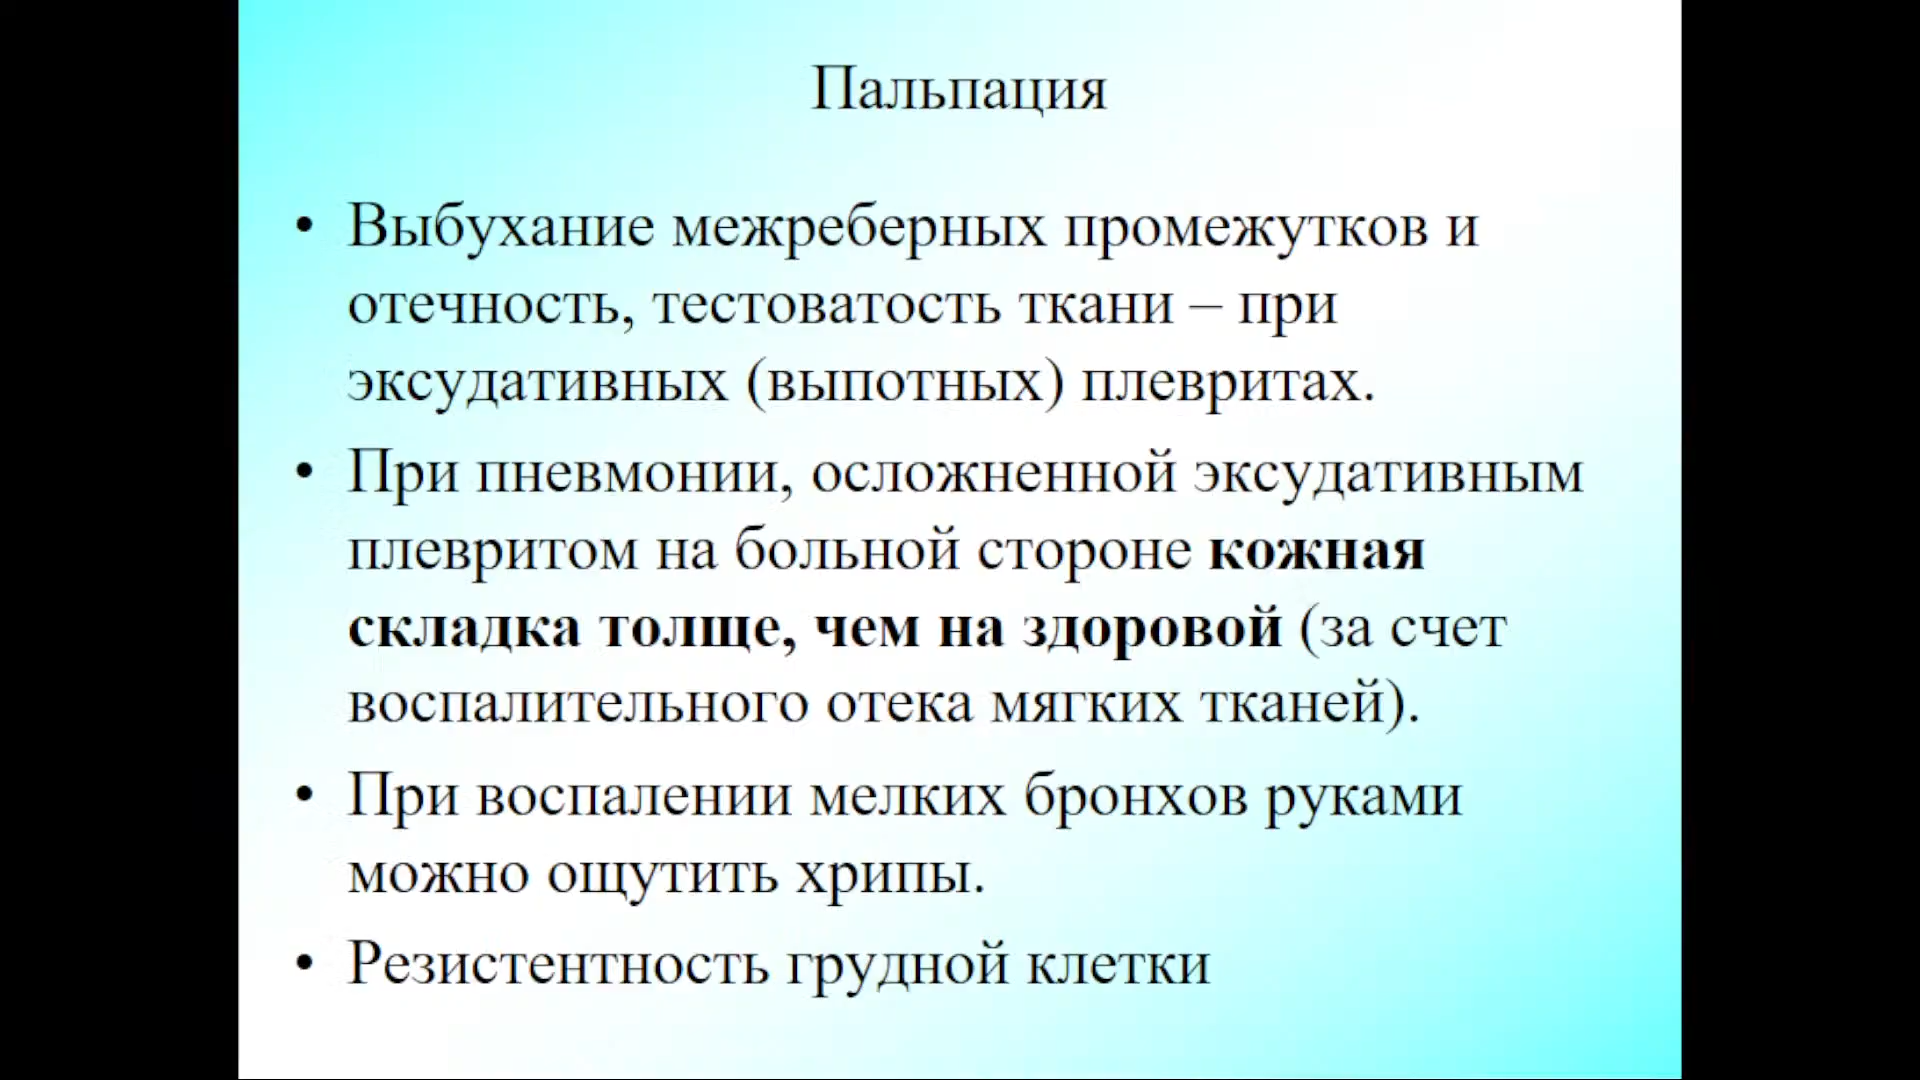 Пальпация
• Выбухание межреберных промежутков и
отечность, тестоватость ткани – при
эксудативных (выпотных) плевритах.
• При пневмонии, осложненной эксудативным
плевритом на больной стороне кожная
складка толще, чем на здоровой (за счет
воспалительного отека мягких тканей).
• При воспалении мелких бронхов руками
можно ощутить хрипы.
• Резистентность грудной клетки